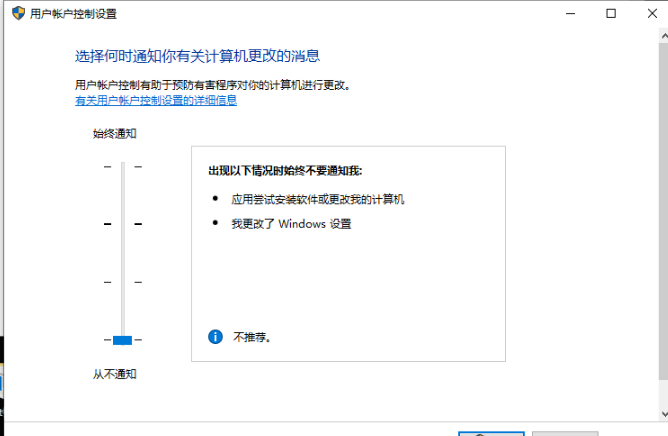 用户帐户控制设置
选择何时通知你有关计算机更改的消息
用户帐户控制有助于预防有害程序对你的计算机进行更改。
有关用户帐户控制设置的详细信息
始终通知
出现以下情况时始终不要通知我:
• 应用尝试安装软件或更改我的计算机
• 我更改了 Windows 设置
不推荐。
从不通知